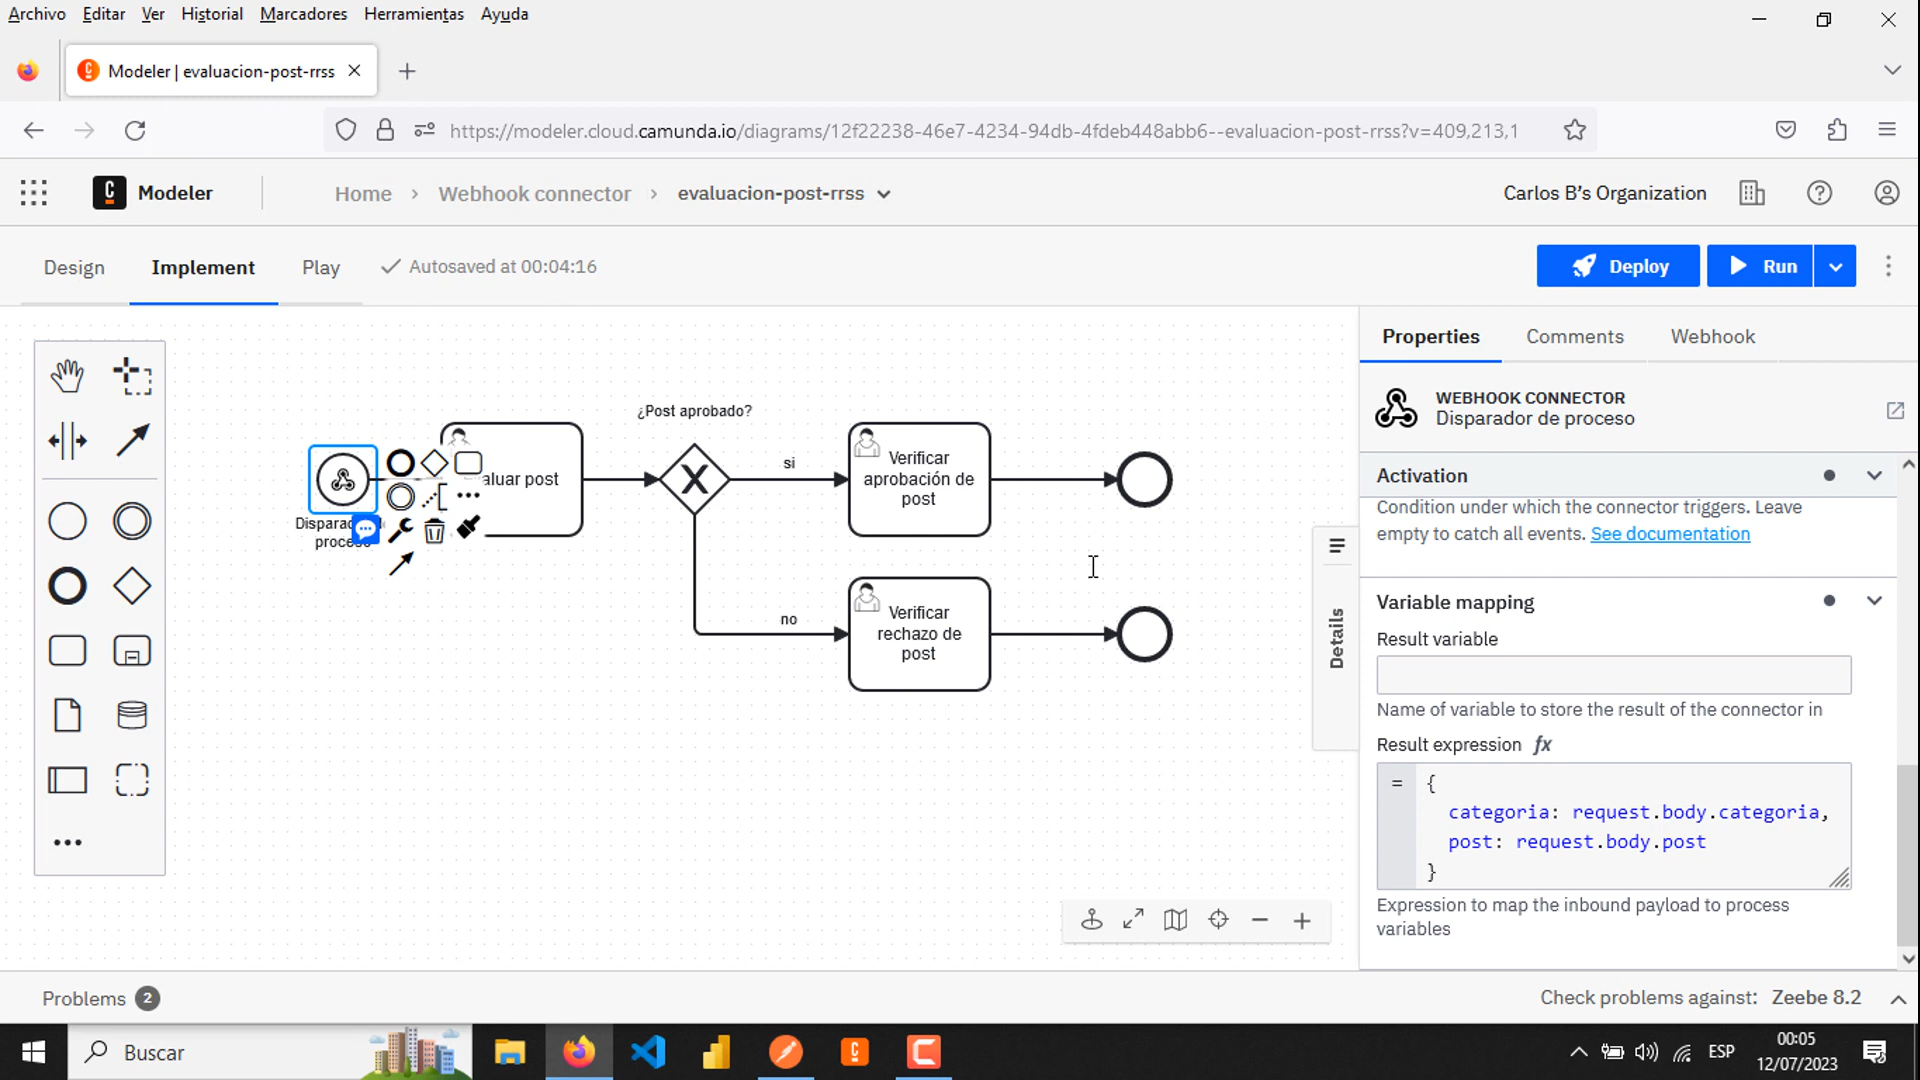 Archivo Editar Ver Historial Marcadores Herramientas Ayuda
Modeler | evaluacion-post-rrss
https://modeler.cloud.camunda.io/diagrams/12f22238-46e7-4234-94db-4fdeb448abb6--evaluacion-post-rrss?v=409,213,1
Modeler
Home › Webhook connector › evaluacion-post-rrss
Carlos B's Organization
Design
Implement
Play
Autosaved at 00:04:16
Deploy
Run
Properties
Comments
Webhook
WEBHOOK CONNECTOR
Disparador de proceso
Activation
Condition under which the connector triggers. Leave
empty to catch all events. See documentation
Variable mapping
Result variable
Name of variable to store the result of the connector in
Result expression fx
= {
categoria: request.body.categoria,
post: request.body.post
}
Expression to map the inbound payload to process
variables
Details
¿Post aprobado?
X
si
no
aluar post
Verificar
aprobación de
post
Verificar
rechazo de
post
proceso
Problems 2
Check problems against: Zeebe 8.2
Buscar
ESP
00:05
12/07/2023